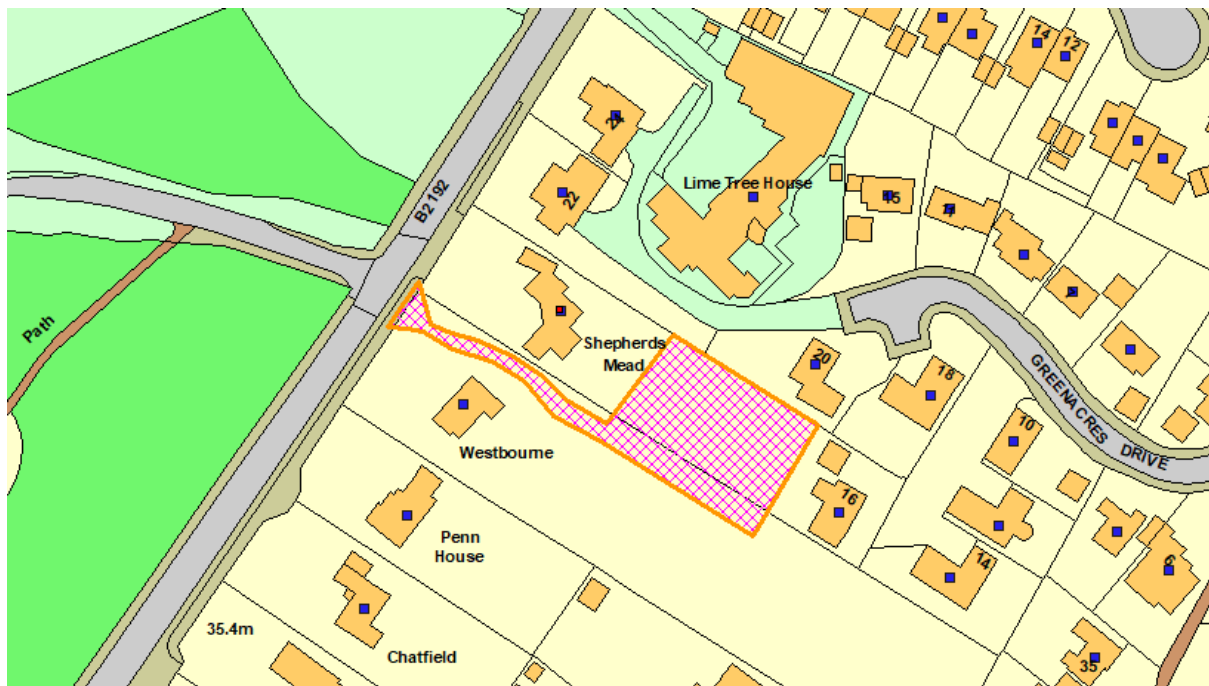 14
12
24
B2192
22
Lime Tree House
15
Path
Shepherds
Mead
20
18
GREENACRES DRIVE
10
Westbourne
16
Penn
House
14
6
35.4m
Chatfield
35